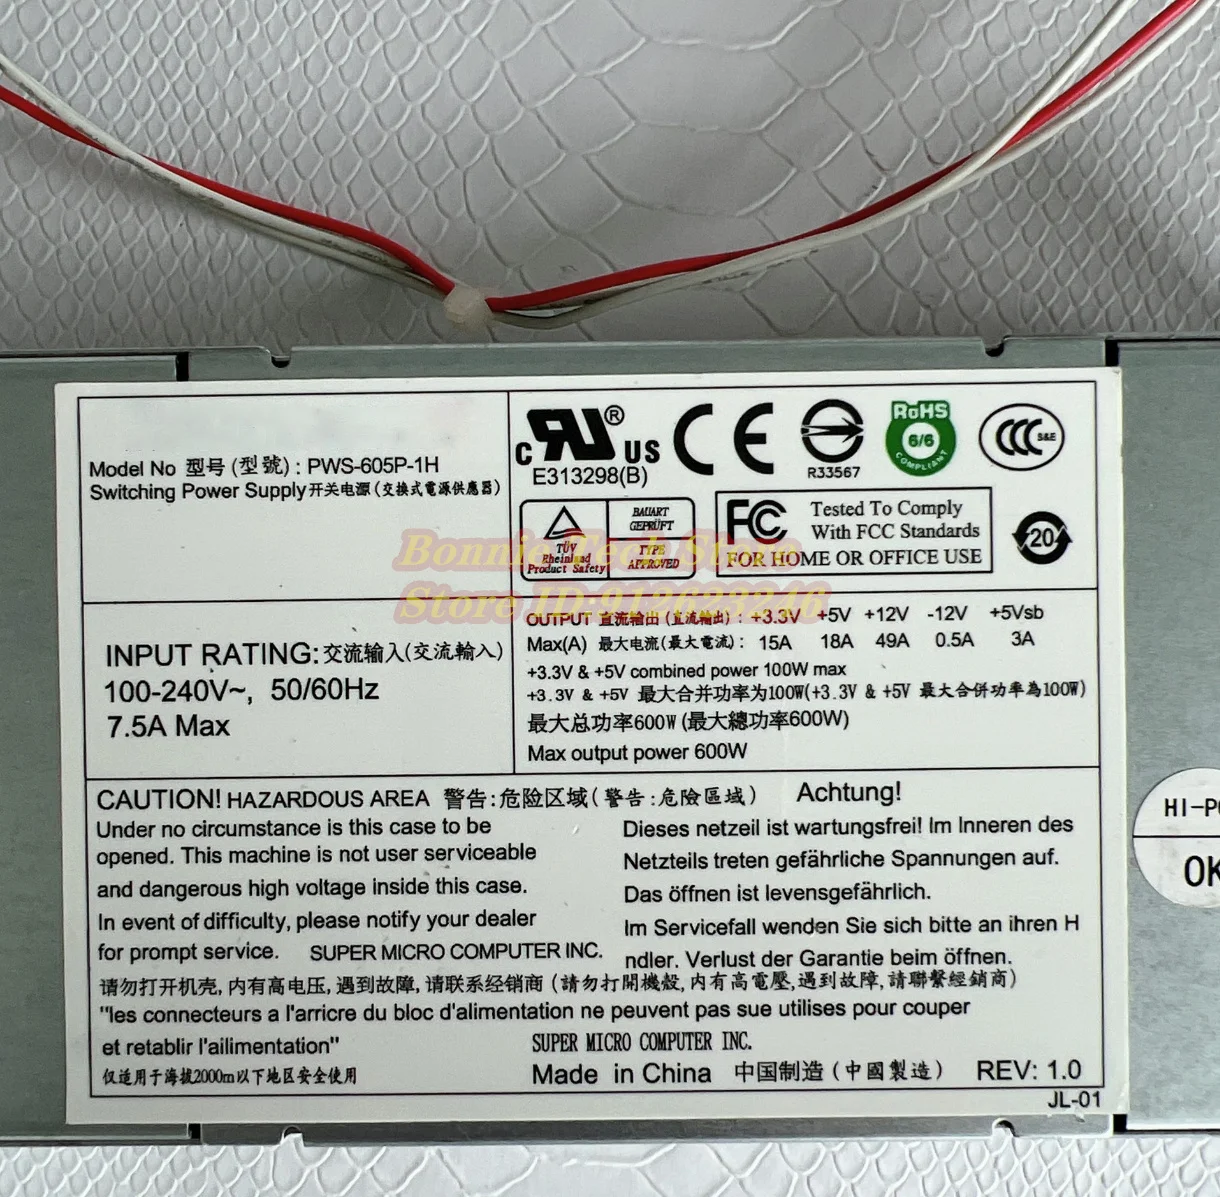 Model No 型号 (型號) : PWS-605P-1H
Switching Power Supply 开关电源 (交換式電源供應器)
c RU ® US
E313298(B)
CE
R33567
RoHS
6/6
COMPLIANT
CCC S&E
TÜV
Rheinland
Product Safety
BAUART
GEPRÜFT
TYPE
APPROVED
FC Tested To Comply
With FCC Standards
FOR HOME OR OFFICE USE
20
Bonnie Tech Store
Store ID:912623246
INPUT RATING:交流输入(交流輸入)
100-240V~, 50/60Hz
7.5A Max
OUTPUT 直流输出 (直流輸出) : +3.3V +5V +12V -12V +5Vsb
Max(A) 最大电流(最大電流): 15A 18A 49A 0.5A 3A
+3.3V & +5V combined power 100W max
+3.3V & +5V 最大合并功率为100W(+3.3V & +5V 最大合併功率為100W)
最大总功率600W (最大總功率600W)
Max output power 600W
CAUTION! HAZARDOUS AREA 警告:危险区域(警告:危險區域)
Under no circumstance is this case to be
opened. This machine is not user serviceable
and dangerous high voltage inside this case.
In event of difficulty, please notify your dealer
for prompt service. SUPER MICRO COMPUTER INC.
Achtung!
Dieses netzeil ist wartungsfrei! Im Inneren des
Netzteils treten gefährliche Spannungen auf.
Das öffnen ist levensgefährlich.
Im Servicefall wenden Sie sich bitte an ihren H
ndler. Verlust der Garantie beim öffnen.
请勿打开机壳, 内有高电压, 遇到故障, 请联系经销商 (請勿打開機殼, 內有高電壓, 遇到故障, 請聯繫經銷商)
"les connecteurs a l'arricre du bloc d'alimentation ne peuvent pas sue utilises pour couper
et retablir l'ailimentation"
SUPER MICRO COMPUTER INC.
仅适用于海拔2000m以下地区安全使用
Made in China 中国制造 (中國製造) REV: 1.0
JL-01
HI-PO
OK